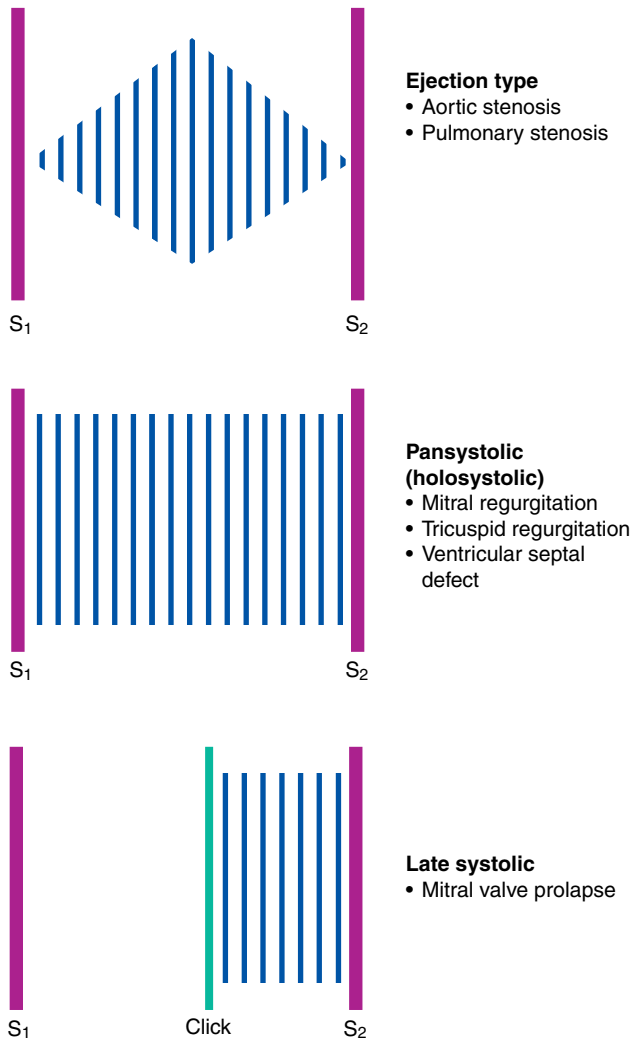 Ejection type
• Aortic stenosis
• Pulmonary stenosis
S₁
S₂
Pansystolic
(holosystolic)
• Mitral regurgitation
• Tricuspid regurgitation
• Ventricular septal
defect
S₁
S₂
Late systolic
• Mitral valve prolapse
S₁
Click
S₂